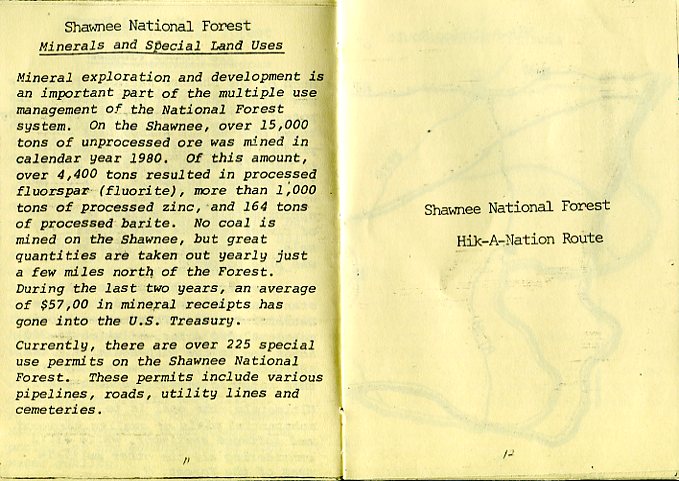 Shawnee National Forest
Minerals and Special Land Uses
Mineral exploration and development is
an important part of the multiple use
management of the National Forest
system. On the Shawnee, over 15,000
tons of unprocessed ore was mined in
calendar year 1980. Of this amount,
over 4,400 tons resulted in processed
fluorspar (fluorite), more than 1,000
tons of processed zinc, and 164 tons
of processed barite. No coal is
mined on the Shawnee, but great
quantities are taken out yearly just
a few miles north of the Forest.
During the last two years, an average
of $57,00 in mineral receipts has
gone into the U.S. Treasury.
Currently, there are over 225 special
use permits on the Shawnee National
Forest. These permits include various
pipelines, roads, utility lines and
cemeteries.
11
Shawnee National Forest
Hik-A-Nation Route
12